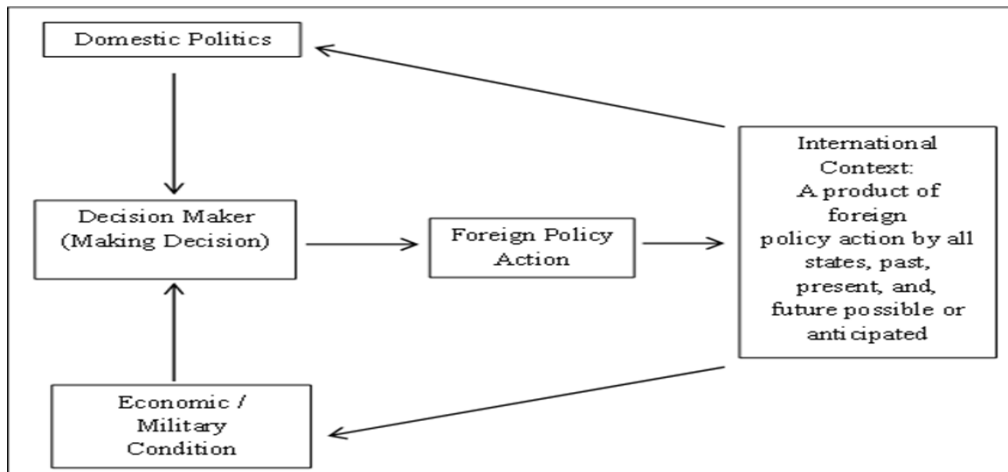 Domestic Politics
Decision Maker
(Making Decision)
Foreign Policy
Action
International
Context:
A product of
foreign
policy action by all
states, past,
present, and,
future possible or
anticipated
Economic /
Military
Condition